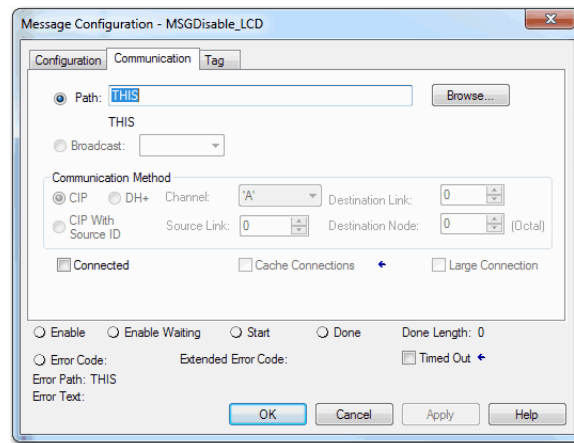 Message Configuration - MSGDisable_LCD
Configuration Communication Tag
Path: THIS Browse...
THIS
Broadcast:
Communication Method
CIP DH+ Channel: 'A' Destination Link: 0
CIP With Source ID Source Link: 0 Destination Node: 0 (Octal)
Connected Cache Connections Large Connection
Enable Enable Waiting Start Done Done Length: 0
Error Code: Extended Error Code: Timed Out
Error Path: THIS
Error Text:
OK Cancel Apply Help